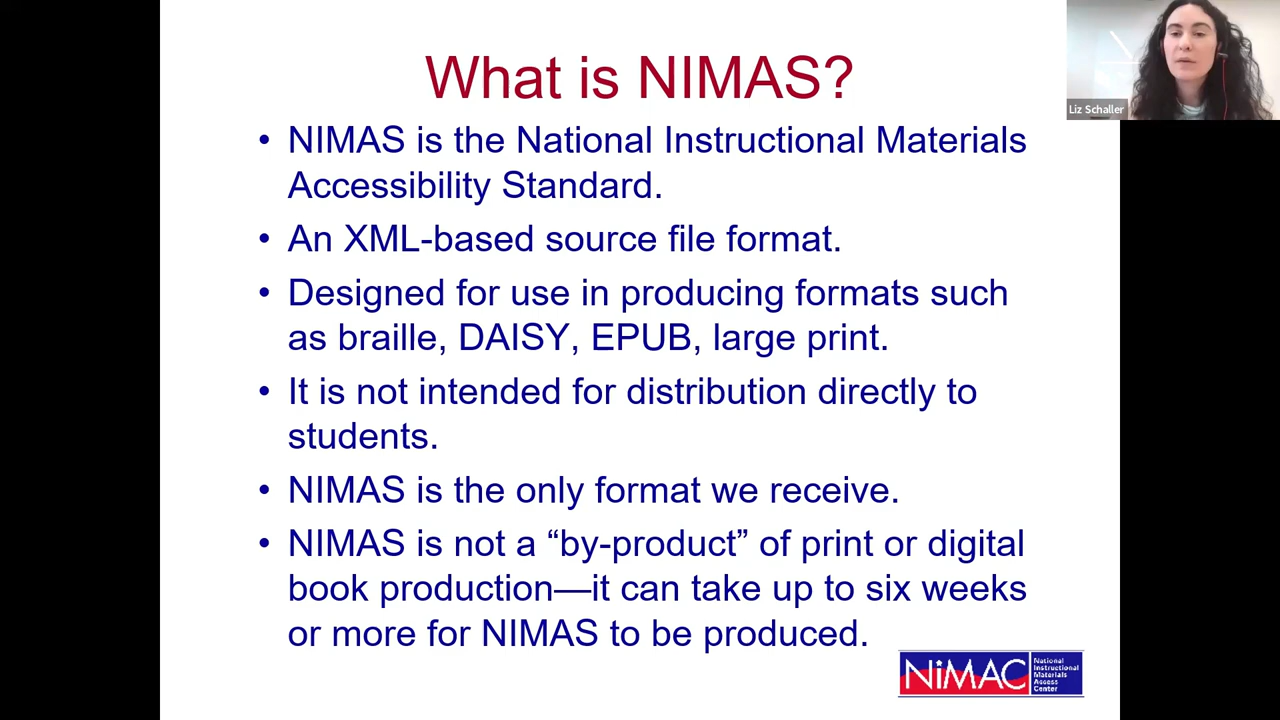 What is NIMAS?
Liz Schaller
• NIMAS is the National Instructional Materials
Accessibility Standard.
• An XML-based source file format.
• Designed for use in producing formats such
as braille, DAISY, EPUB, large print.
• It is not intended for distribution directly to
students.
• NIMAS is the only format we receive.
• NIMAS is not a “by-product” of print or digital
book production—it can take up to six weeks
or more for NIMAS to be produced.
NIMAC
National
Instructional
Materials
Access
Center